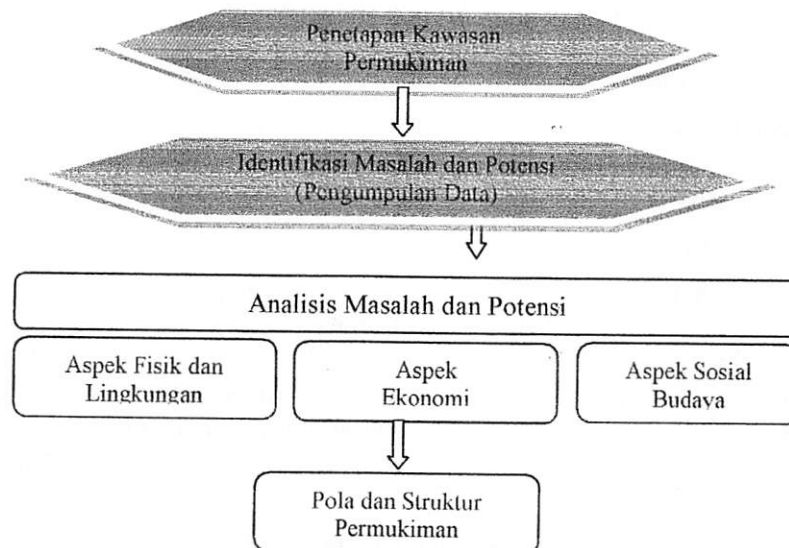 Penetapan Kawasan
Permukiman
Identifikasi Masalah dan Potensi
(Pengumpulan Data)
Analisis Masalah dan Potensi
Aspek Fisik dan
Lingkungan
Aspek
Ekonomi
Aspek Sosial
Budaya
Pola dan Struktur
Permukiman